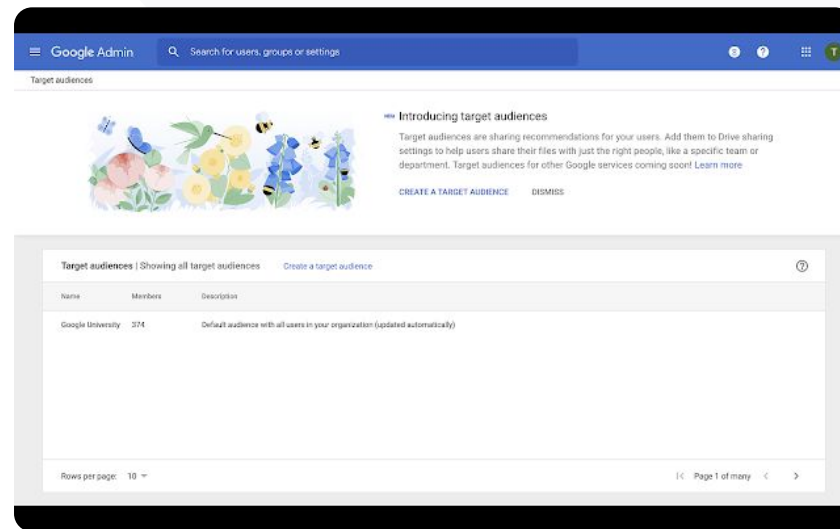 Google Admin
Search for users, groups or settings
T
Target audiences
NEW Introducing target audiences
Target audiences are sharing recommendations for your users. Add them to Drive sharing
settings to help users share their files with just the right people, like a specific team or
department. Target audiences for other Google services coming soon! Learn more
CREATE A TARGET AUDIENCE DISMISS
Target audiences | Showing all target audiences Create a target audience
Name Members Description
Google University 374 Default audience with all users in your organization (updated automatically)
Rows per page: 10 Page 1 of many